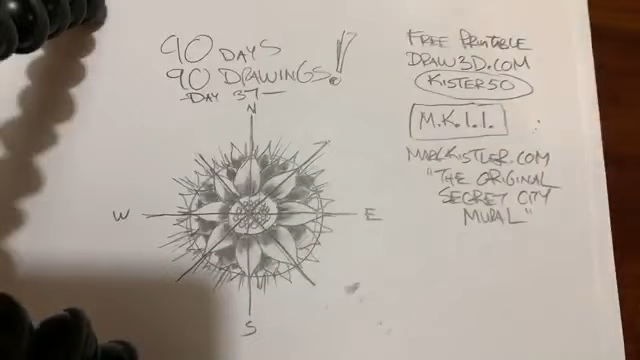 90 DAYS
90 DRAWINGS!
-DAY 37-
N
W
E
S
FREE PRINTABLE
DRAW3D.COM
KISTER50
M.K.I.I.
MARKKISTLER.COM
"THE ORIGINAL
SECRET CITY
MURAL"